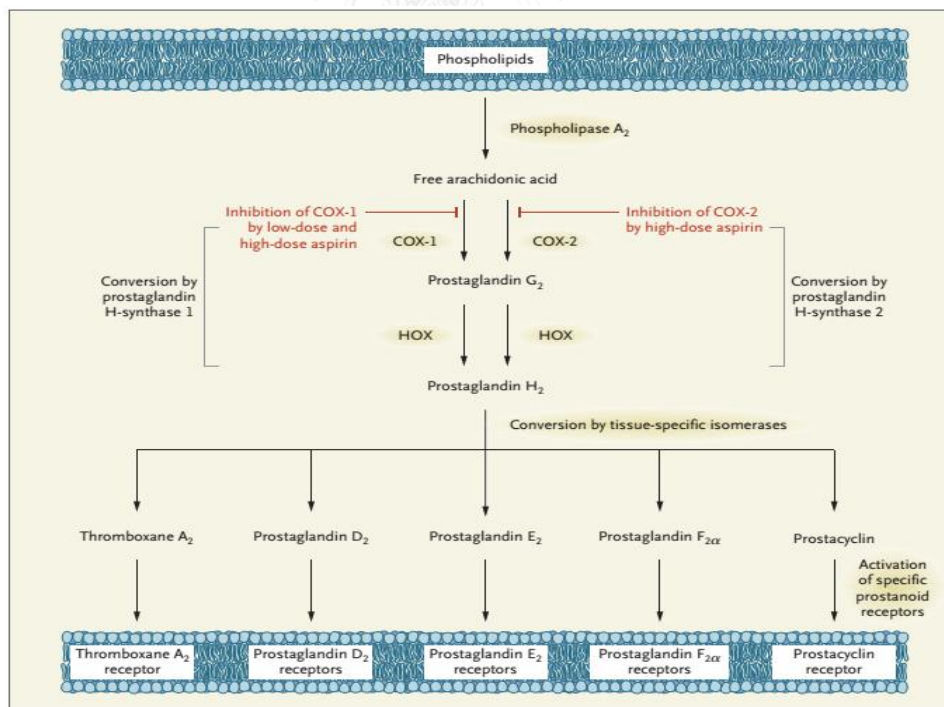 Phospholipids
Phospholipase A₂
Free arachidonic acid
Inhibition of COX-1
by low-dose and
high-dose aspirin
Inhibition of COX-2
by high-dose aspirin
COX-1
COX-2
Conversion by
prostaglandin
H-synthase 1
Prostaglandin G₂
Conversion by
prostaglandin
H-synthase 2
HOX
HOX
Prostaglandin H₂
Conversion by tissue-specific isomerases
Thromboxane A₂
Prostaglandin D₂
Prostaglandin E₂
Prostaglandin F₂α
Prostacyclin
Activation
of specific
prostanoid
receptors
Thromboxane A₂
receptor
Prostaglandin D₂
receptors
Prostaglandin E₂
receptors
Prostaglandin F₂α
receptors
Prostacyclin
receptor